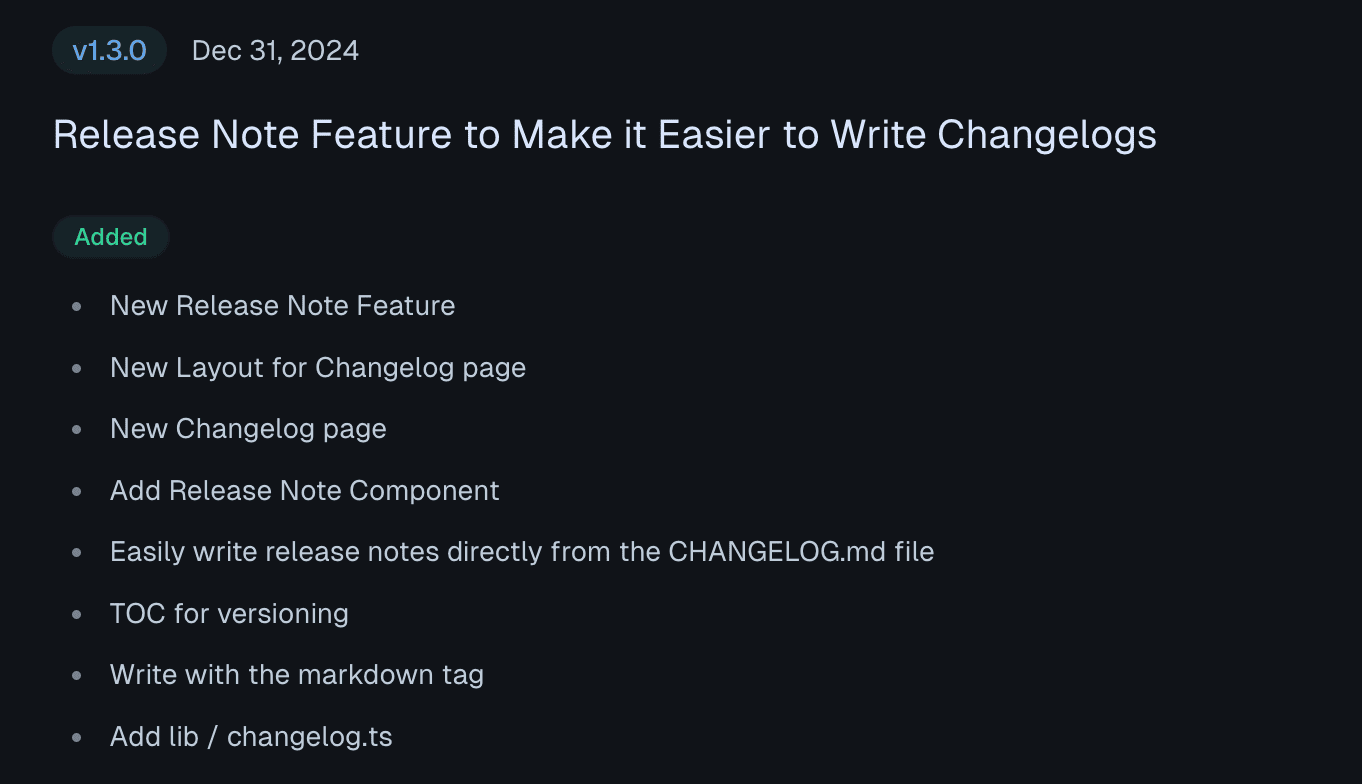 v1.3.0 Dec 31, 2024
Release Note Feature to Make it Easier to Write Changelogs
Added
New Release Note Feature
New Layout for Changelog page
New Changelog page
Add Release Note Component
Easily write release notes directly from the CHANGELOG.md file
TOC for versioning
Write with the markdown tag
Add lib / changelog.ts